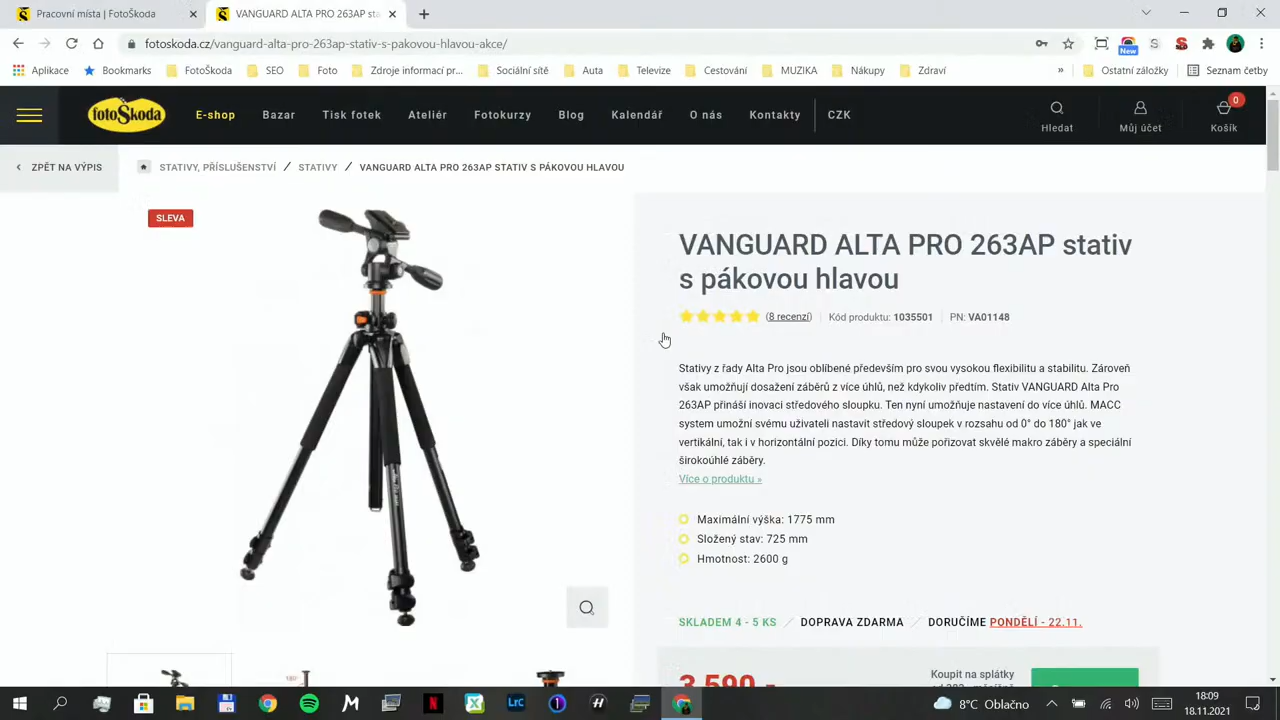 Pracovní místa | FotoŠkoda
VANGUARD ALTA PRO 263AP sta
fotoskoda.cz/vanguard-alta-pro-263ap-stativ-s-pakovou-hlavou-akce/
New
Aplikace
Bookmarks
FotoŠkoda
SEO
Foto
Zdroje informací pr...
Sociální sítě
Auta
Televize
Cestování
MUZIKA
Nákupy
Zdraví
»
Ostatní záložky
Seznam četby
fotoŠkoda
E-shop
Bazar
Tisk fotek
Ateliér
Fotokurzy
Blog
Kalendář
O nás
Kontakty
CZK
Hledat
Můj účet
0
Košík
ZPĚT NA VÝPIS
STATIVY, PŘÍSLUŠENSTVÍ / STATIVY / VANGUARD ALTA PRO 263AP STATIV S PÁKOVOU HLAVOU
SLEVA
VANGUARD ALTA PRO 263AP stativ
s pákovou hlavou
(8 recenzí) | Kód produktu: 1035501 | PN: VA01148
Stativy z řady Alta Pro jsou oblíbené především pro svou vysokou flexibilitu a stabilitu. Zároveň
však umožňují dosažení záběrů z více úhlů, než kdykoliv předtím. Stativ VANGUARD Alta Pro
263AP přináší inovaci středového sloupku. Ten nyní umožňuje nastavení do více úhlů. MACC
system umožní svému uživateli nastavit středový sloupek v rozsahu od 0° do 180° jak ve
vertikální, tak i v horizontální pozici. Díky tomu může pořizovat skvělé makro záběry a speciální
širokoúhlé záběry.
Více o produktu »
Maximální výška: 1775 mm
Složený stav: 725 mm
Hmotnost: 2600 g
SKLADEM 4 - 5 KS / DOPRAVA ZDARMA / DORUČÍME PONDĚLÍ - 22.11.
3 590,-
Koupit na splátky
8°C Oblačno
18:09
18.11.2021